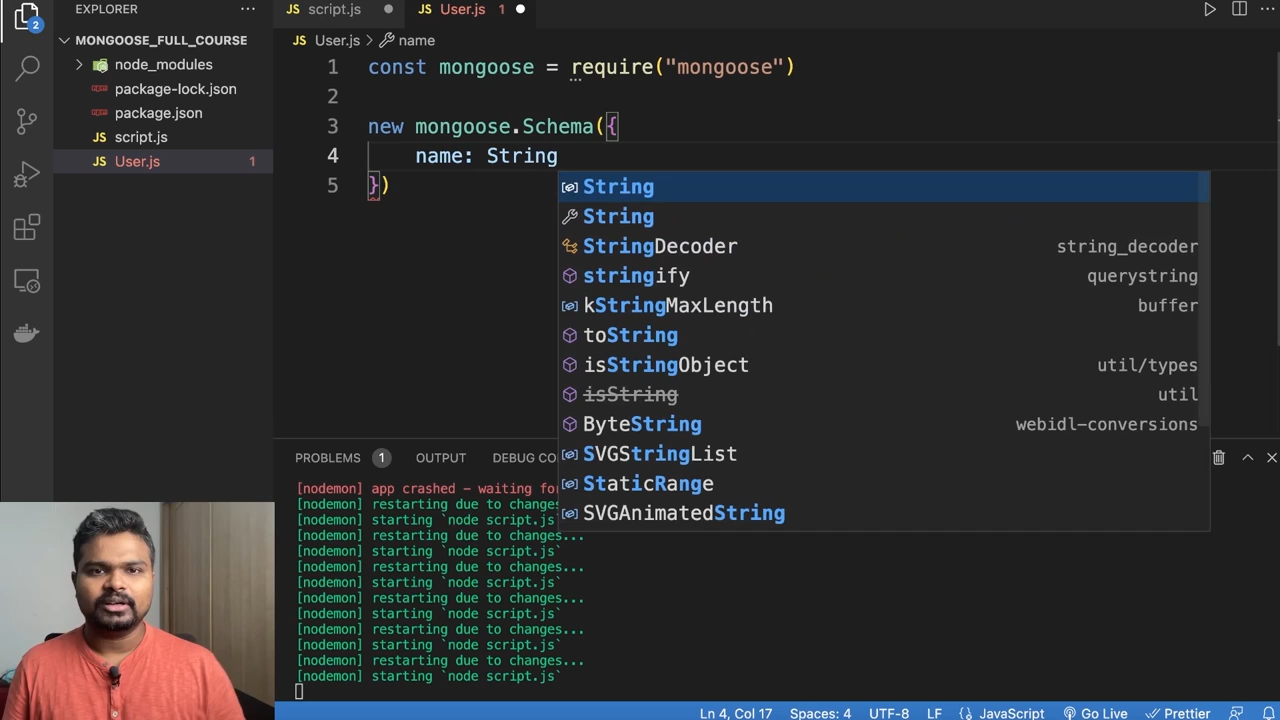 EXPLORER
2
MONGOOSE_FULL_COURSE
node_modules
package-lock.json
package.json
JS script.js
JS User.js 1
JS script.js
JS User.js 1
JS User.js > name
1 const mongoose = require("mongoose")
2
3 new mongoose.Schema({
4 name: String
5 })
String
String
StringDecoder string_decoder
stringify querystring
kStringMaxLength buffer
toString
isStringObject util/types
isString util
ByteString webidl-conversions
SVGStringList
StaticRange
SVGAnimatedString
PROBLEMS 1 OUTPUT DEBUG CO
[nodemon] app crashed - waiting for
[nodemon] restarting due to changes...
[nodemon] starting `node script.js`
[nodemon] restarting due to changes...
[nodemon] starting `node script.js`
[nodemon] restarting due to changes...
[nodemon] starting `node script.js`
[nodemon] restarting due to changes...
[nodemon] starting `node script.js`
[nodemon] restarting due to changes...
[nodemon] starting `node script.js`
[nodemon] restarting due to changes...
[nodemon] starting `node script.js`
Ln 4, Col 17 Spaces: 4 UTF-8 LF {} JavaScript Go Live Prettier